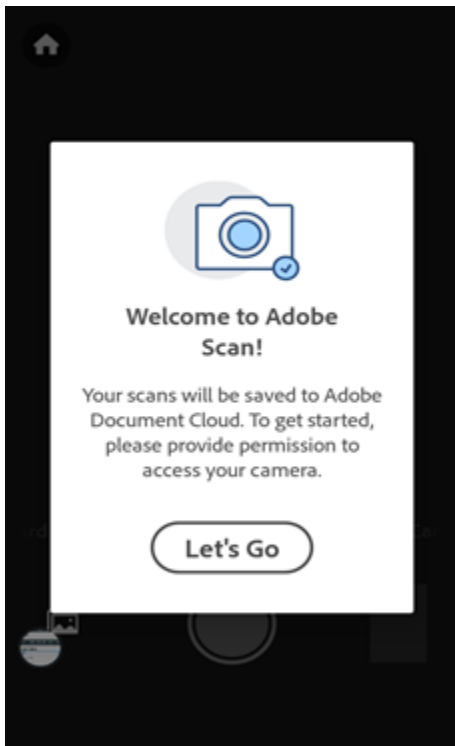 Welcome to Adobe
Scan!
Your scans will be saved to Adobe
Document Cloud. To get started,
please provide permission to
access your camera.
Let's Go